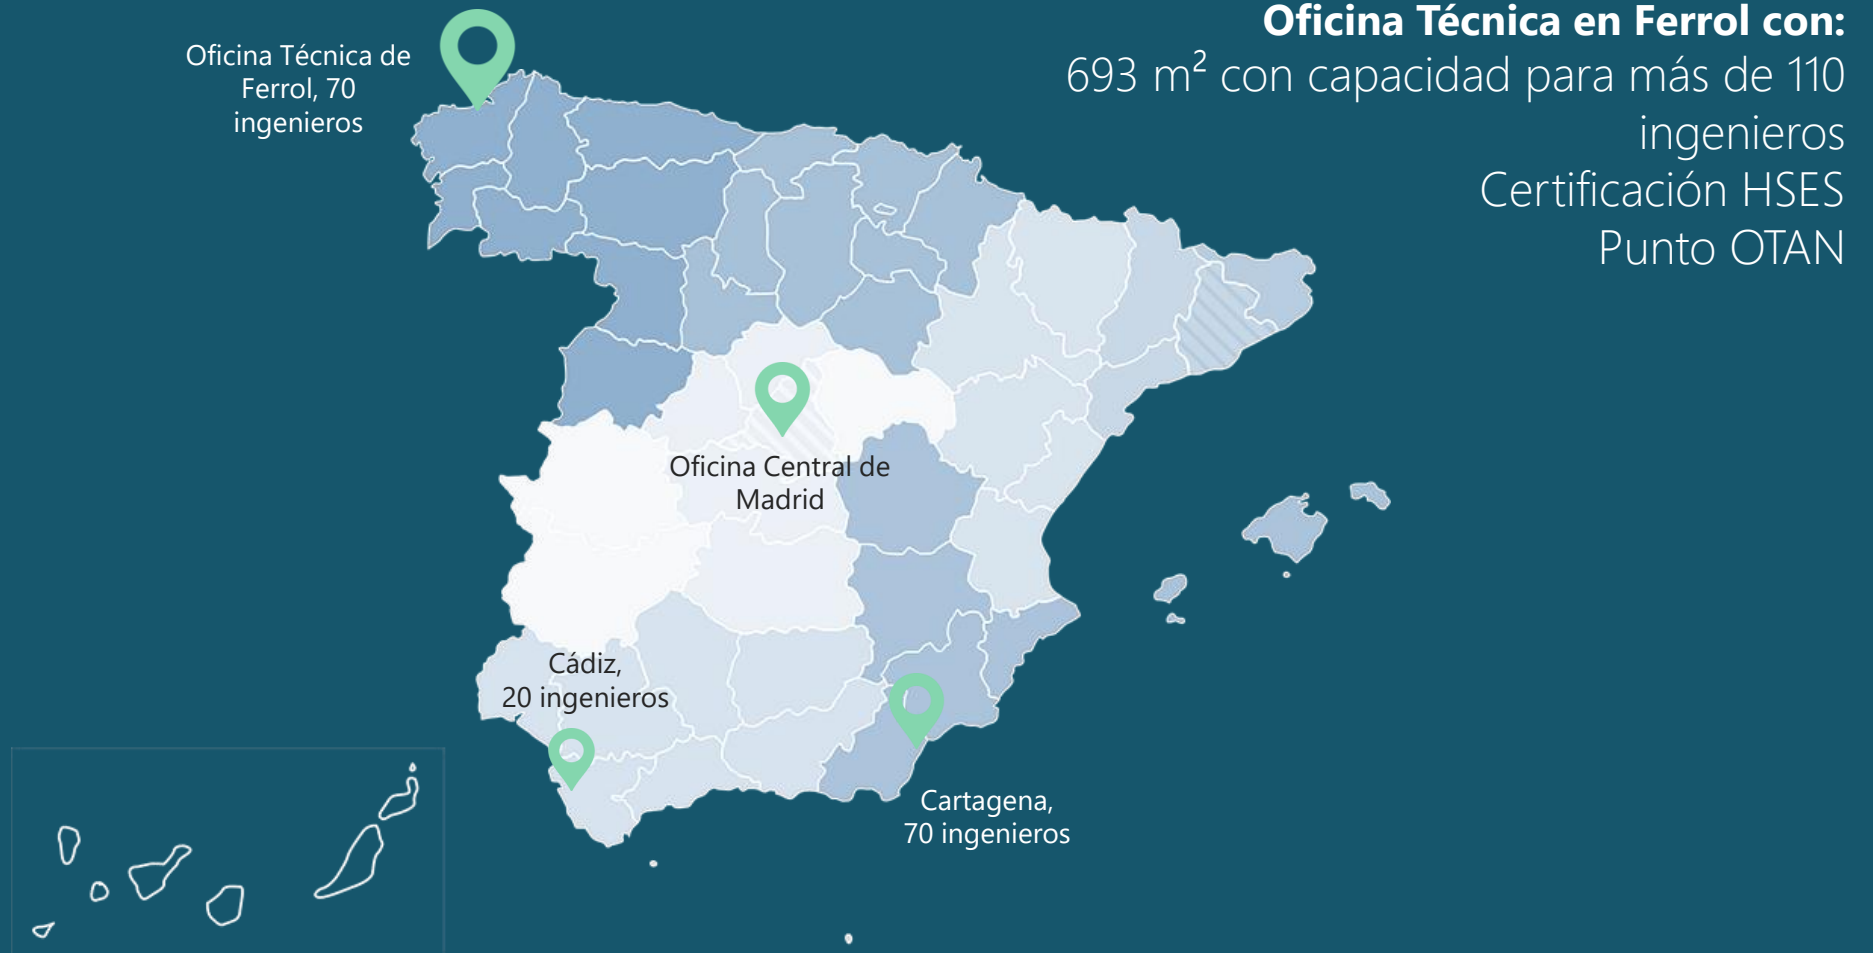 Oficina Técnica en Ferrol con:
693 m² con capacidad para más de 110
ingenieros
Certificación HSES
Punto OTAN
Oficina Técnica de
Ferrol, 70
ingenieros
Oficina Central de
Madrid
Cádiz,
20 ingenieros
Cartagena,
70 ingenieros